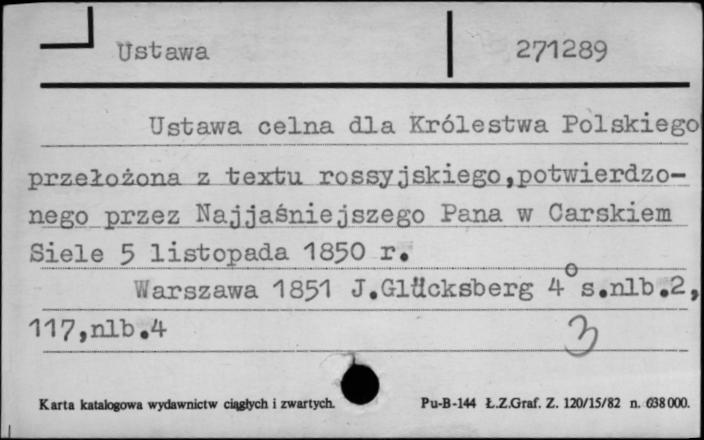 Ustawa 271289
Ustawa celna dla Królestwa Polskiego
przełożona z textu rossyjskiego,potwierdzo-
nego przez Najjaśniejszego Pana w Carskiem
Siele 5 listopada 1850 r.
Warszawa 1851 J.Glücksberg 4° s.nlb.2,
117,nlb.4
3
Karta katalogowa wydawnictw ciągłych i zwartych. Pu-B-144 Ł.Z.Graf. Z. 120/15/82 n. 638000.